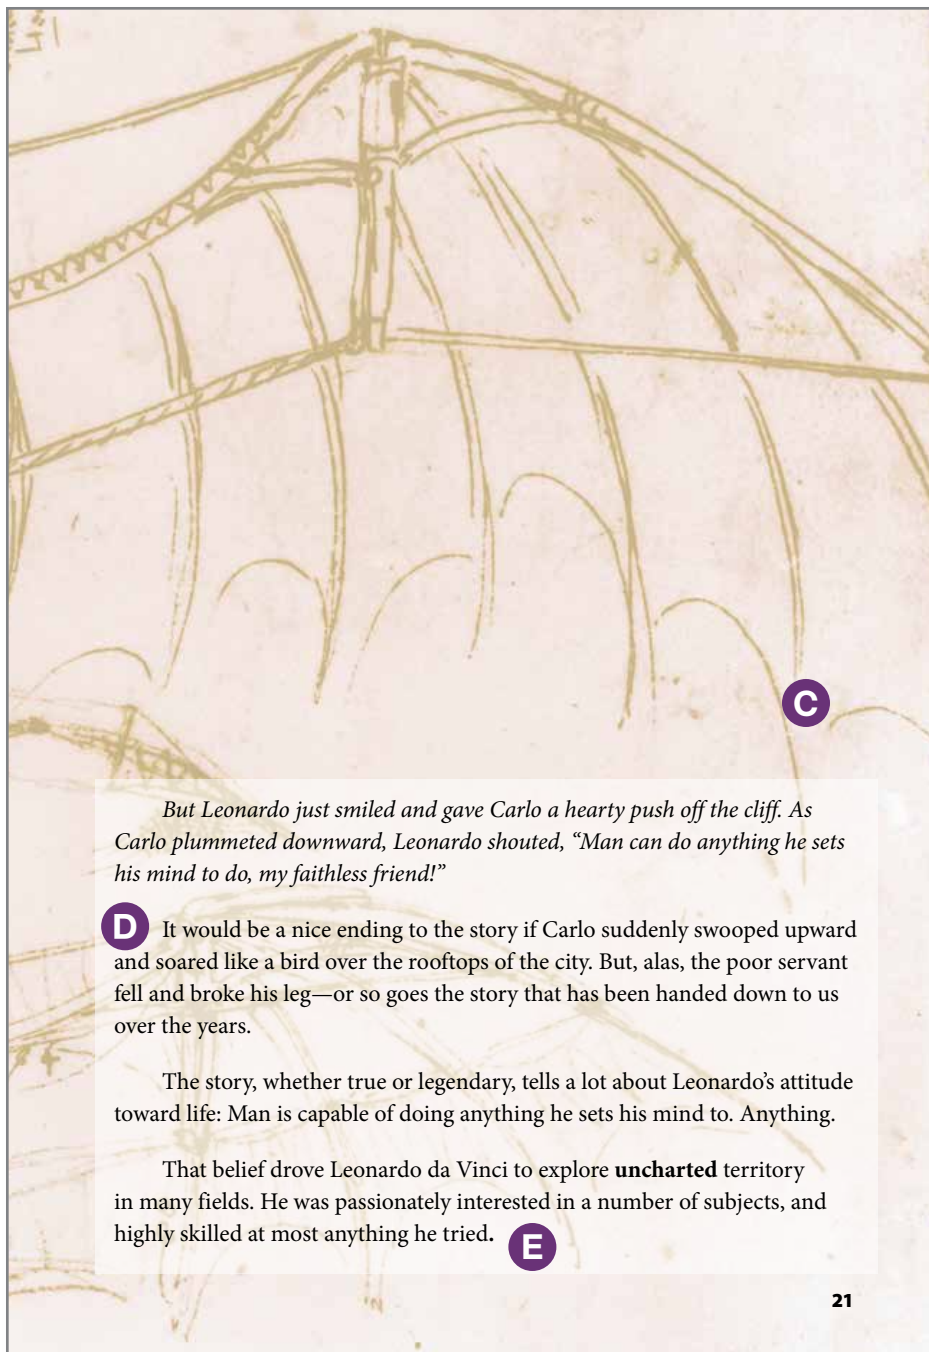 C
But Leonardo just smiled and gave Carlo a hearty push off the cliff. As
Carlo plummeted downward, Leonardo shouted, “Man can do anything he sets
his mind to do, my faithless friend!”
D
It would be a nice ending to the story if Carlo suddenly swooped upward
and soared like a bird over the rooftops of the city. But, alas, the poor servant
fell and broke his leg—or so goes the story that has been handed down to us
over the years.
The story, whether true or legendary, tells a lot about Leonardo’s attitude
toward life: Man is capable of doing anything he sets his mind to. Anything.
That belief drove Leonardo da Vinci to explore uncharted territory
in many fields. He was passionately interested in a number of subjects, and
highly skilled at most anything he tried.
E
21